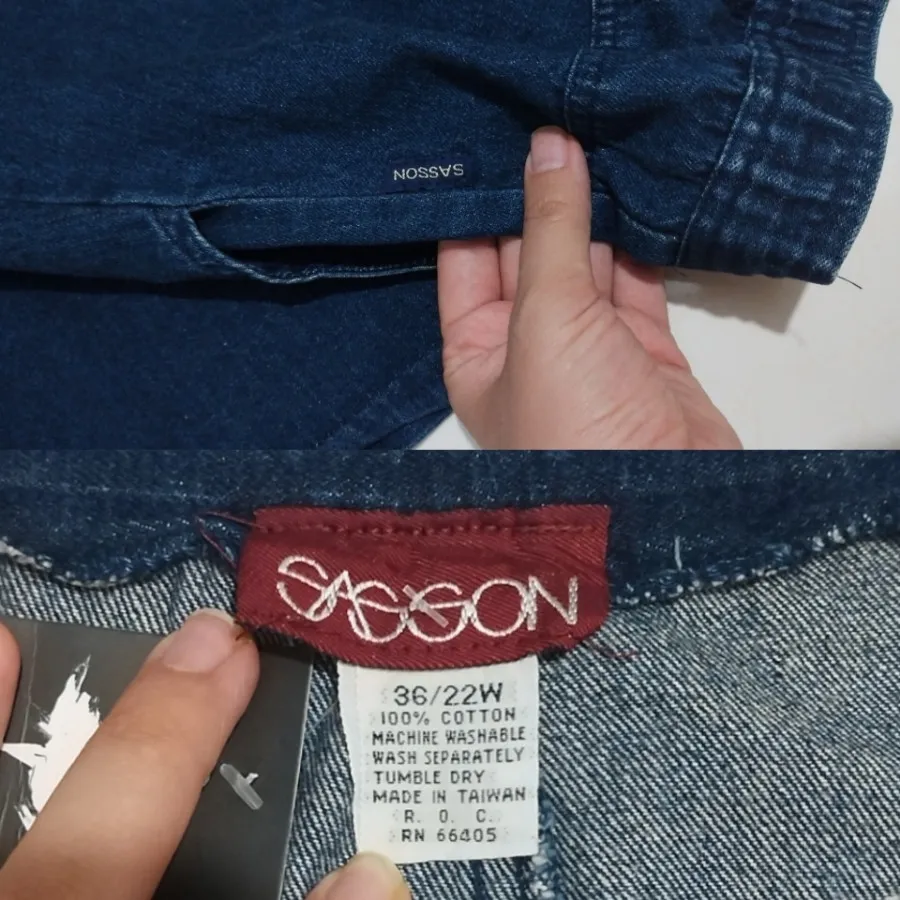 SASSON
SASSON
36/22W
100% COTTON
MACHINE WASHABLE
WASH SEPARATELY
TUMBLE DRY
MADE IN TAIWAN
R. O. C.
RN 66405